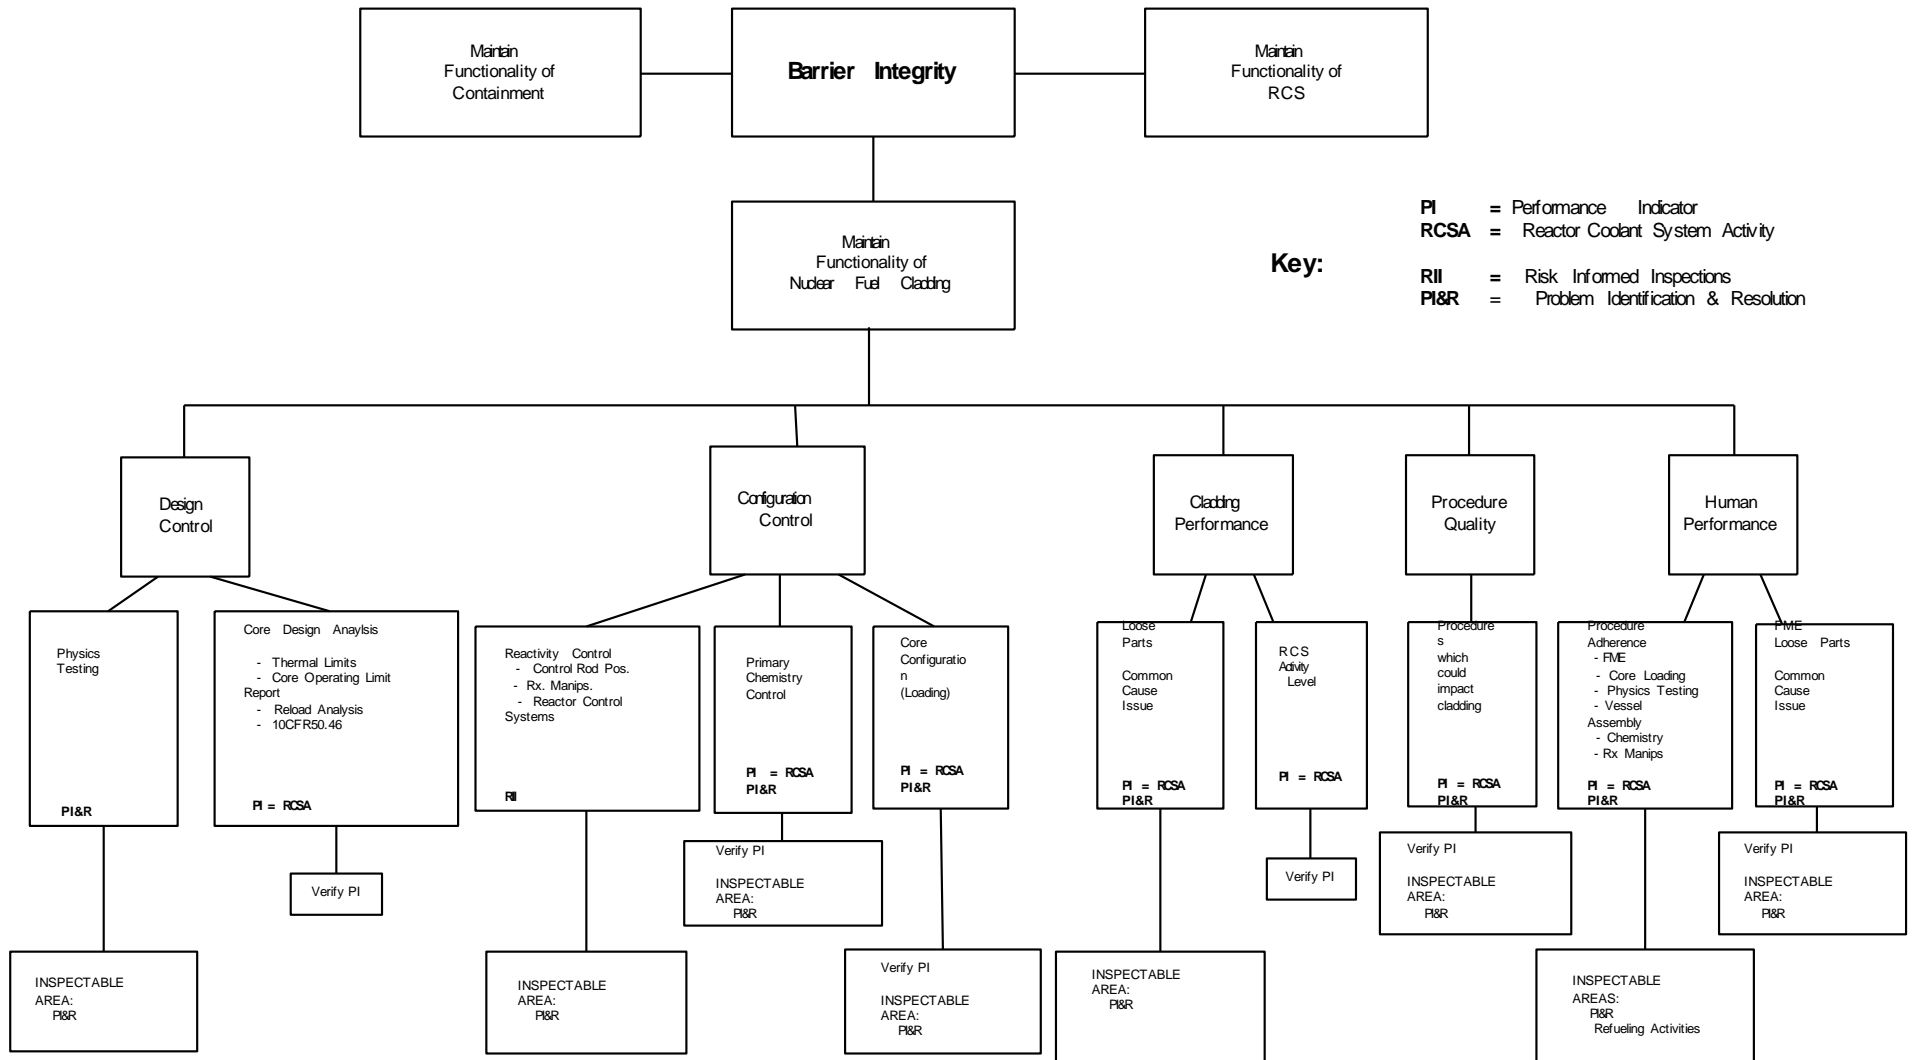 Maintain
Functionality of
Containment
Barrier Integrity
Maintain
Functionality of
RCS
Maintain
Functionality of
Nuclear Fuel Cladding
Key:
PI = Performance Indicator
RCSA = Reactor Coolant System Activity
RII = Risk Informed Inspections
PI&R = Problem Identification & Resolution
Design
Control
Configuration
Control
Cladding
Performance
Procedure
Quality
Human
Performance
Physics
Testing
PI&R
Core Design Anaylsis
- Thermal Limits
- Core Operating Limit
Report
- Reload Analysis
- 10CFR50.46
PI = RCSA
Reactivity Control
- Control Rod Pos.
- Rx. Manips.
- Reactor Control
Systems
RII
Primary
Chemistry
Control
PI = RCSA
PI&R
Core
Configuratio
n
(Loading)
PI = RCSA
PI&R
Loose
Parts
Common
Cause
Issue
PI = RCSA
PI&R
RCS
Activity
Level
PI = RCSA
Procedure
s
which
could
impact
cladding
PI = RCSA
PI&R
Procedure
Adherence
- FME
- Core Loading
- Physics Testing
- Vessel
Assembly
- Chemistry
- Rx Manips
PI = RCSA
PI&R
FME
Loose Parts
Common
Cause
Issue
PI = RCSA
PI&R
INSPECTABLE
AREA:
PI&R
Verify PI
INSPECTABLE
AREA:
PI&R
Verify PI
INSPECTABLE
AREA:
PI&R
Verify PI
INSPECTABLE
AREA:
PI&R
INSPECTABLE
AREA:
PI&R
Verify PI
Verify PI
INSPECTABLE
AREA:
PI&R
INSPECTABLE
AREAS:
PI&R
Refueling Activities
Verify PI
INSPECTABLE
AREA:
PI&R